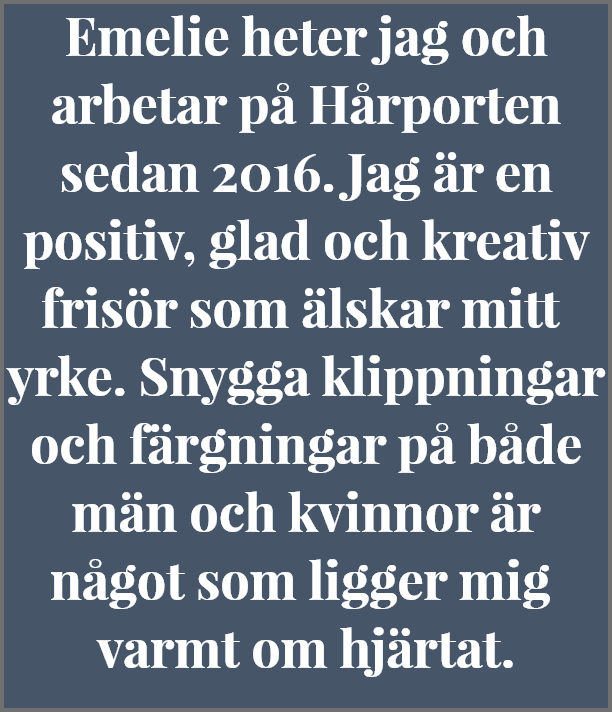 Emelie heter jag och
arbetar på Hårporten
sedan 2016. Jag är en
positiv, glad och kreativ
frisör som älskar mitt
yrke. Snygga klippningar
och färgningar på både
män och kvinnor är
något som ligger mig
varmt om hjärtat.